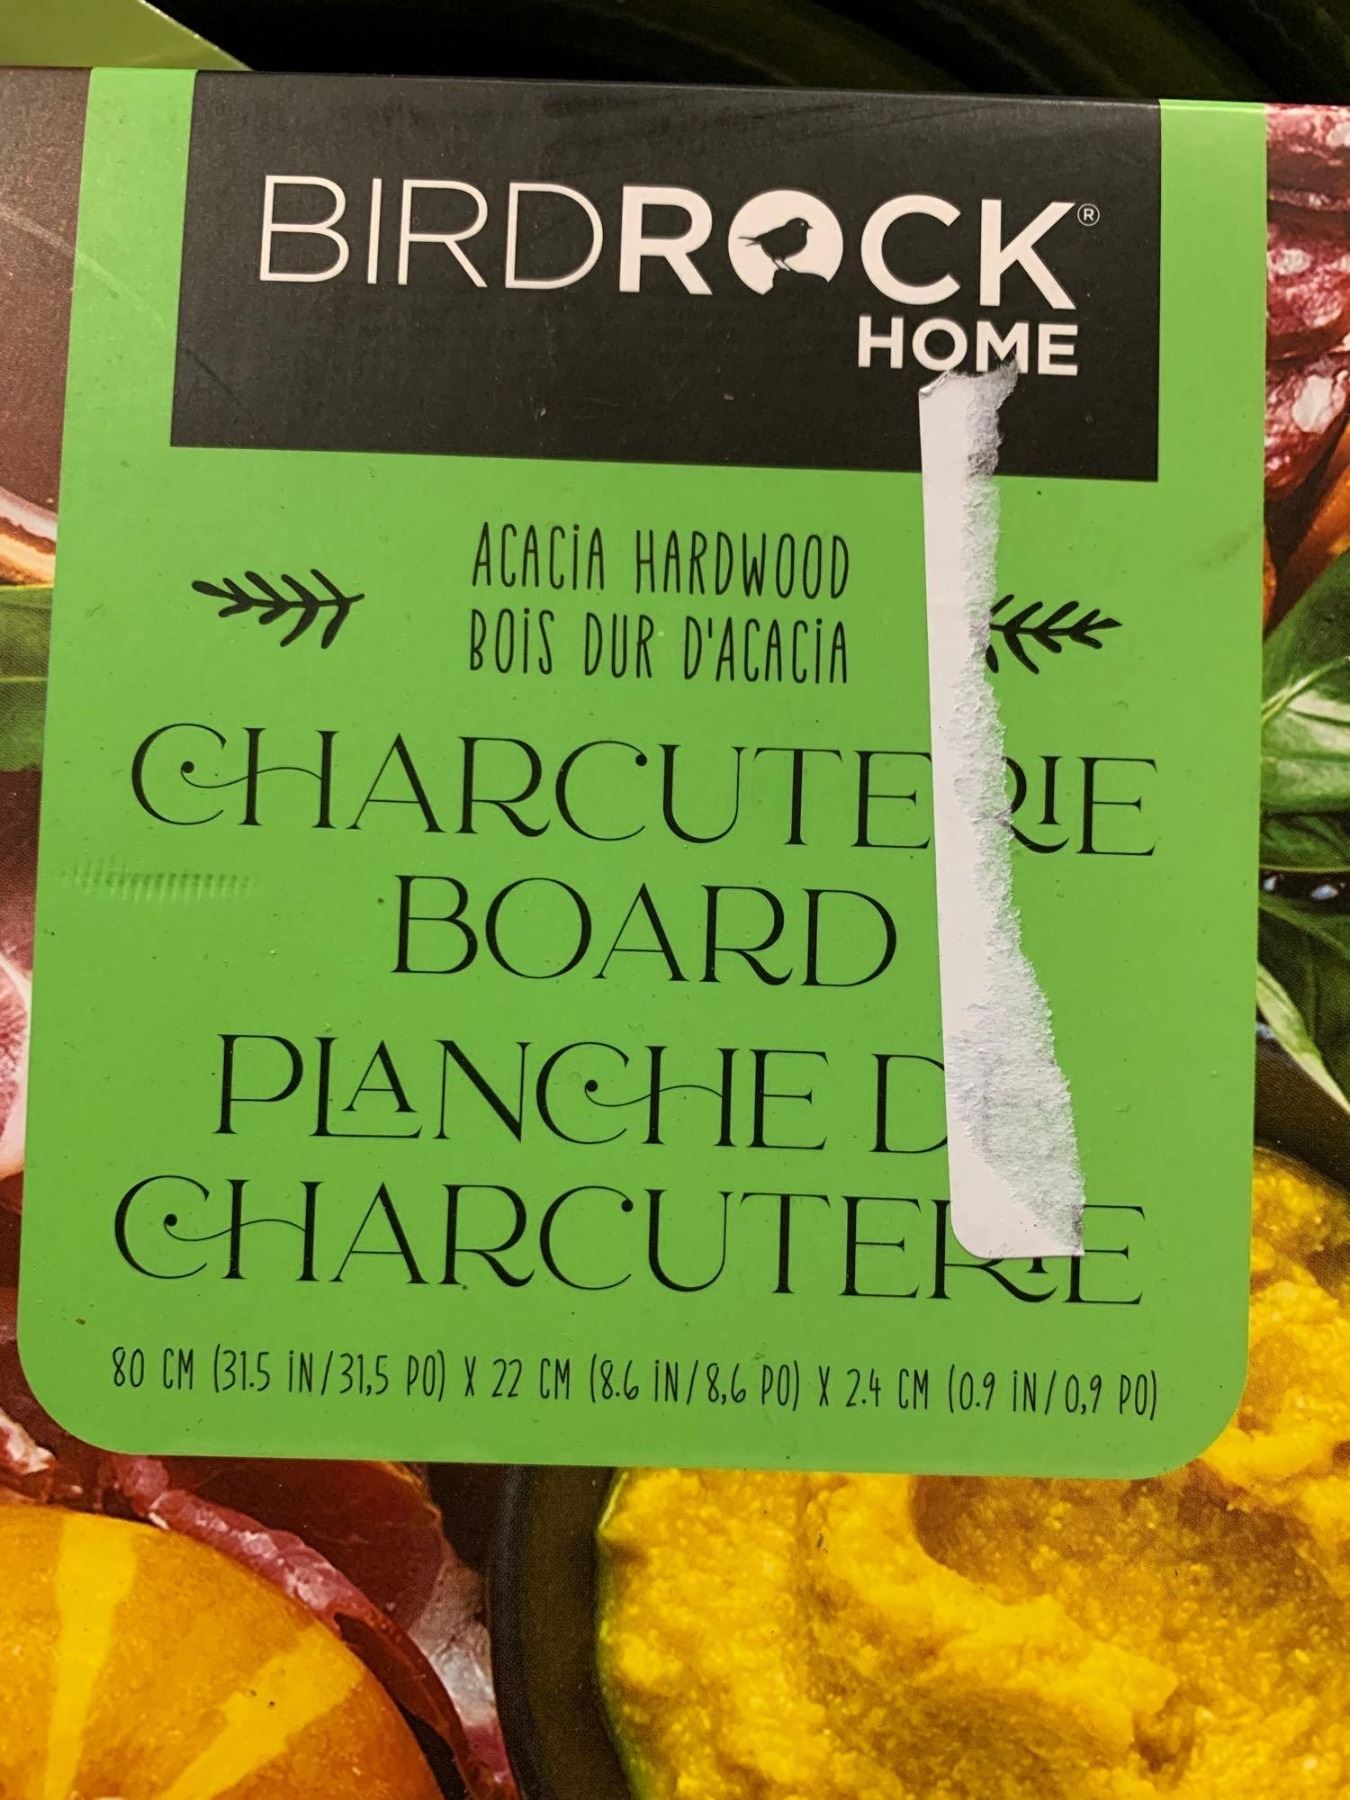 BIRDROCK®
HOME
ACACIA HARDWOOD
BOIS DUR D'ACACIA
CHARCUTERIE
BOARD
PLANCHE
CHARCUTERIE
80 CM (31.5 IN/31,5 PO) X 22 CM (8.6 IN/8,6 PO) X 2.4 CM (0.9 IN/0,9 PO)